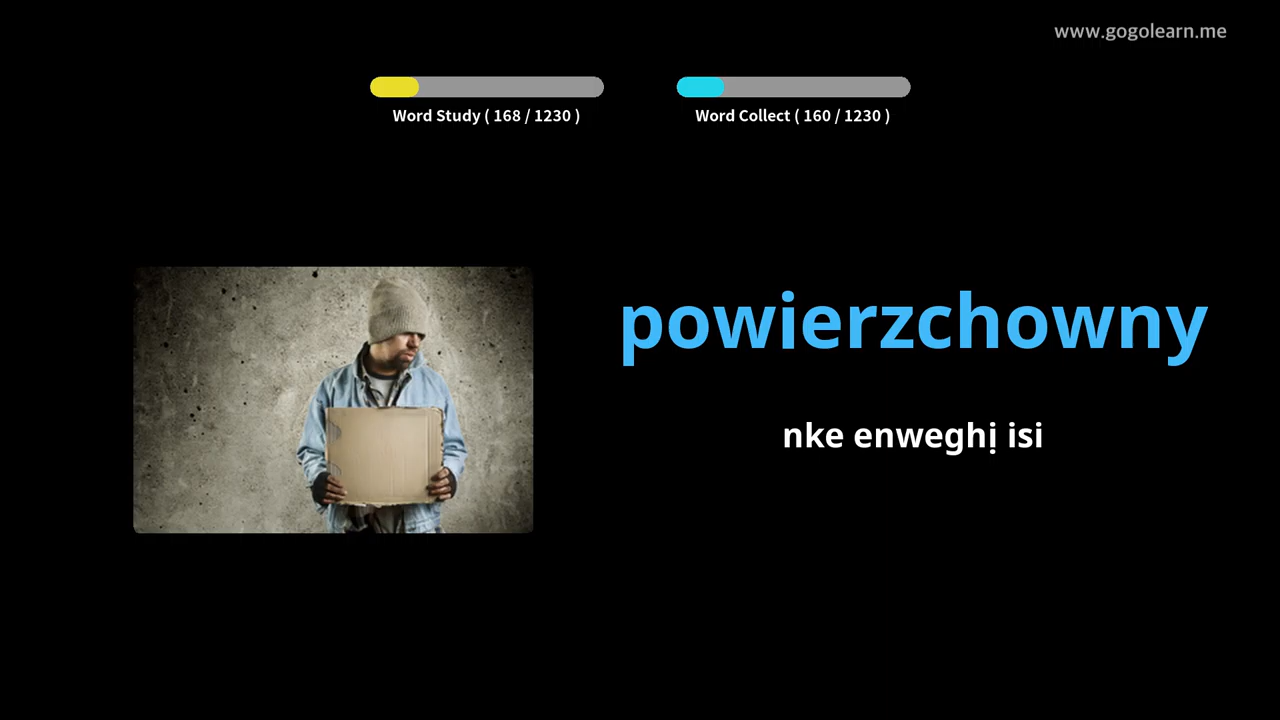 www.gogolearn.me
Word Study ( 168 / 1230 )
Word Collect ( 160 / 1230 )
powierzchowny
nke enweghị isi